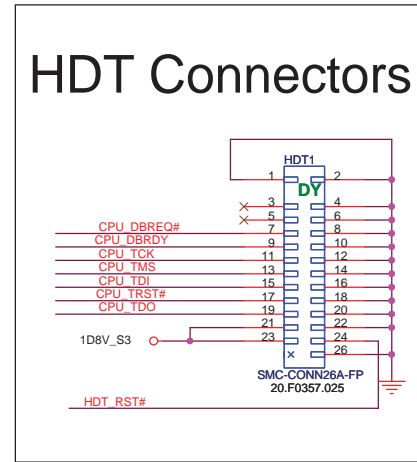 HDT Connectors
HDT1
1 2
DY
3 4
5 6
CPU_DBREQ# 7 8
CPU_DBRDY 9 10
CPU_TCK 11 12
CPU_TMS 13 14
CPU_TDI 15 16
CPU_TRST# 17 18
CPU_TDO 19 20
21 22
1D8V_S3 23 24
26
SMC-CONN26A-FP
20.F0357.025
HDT_RST#